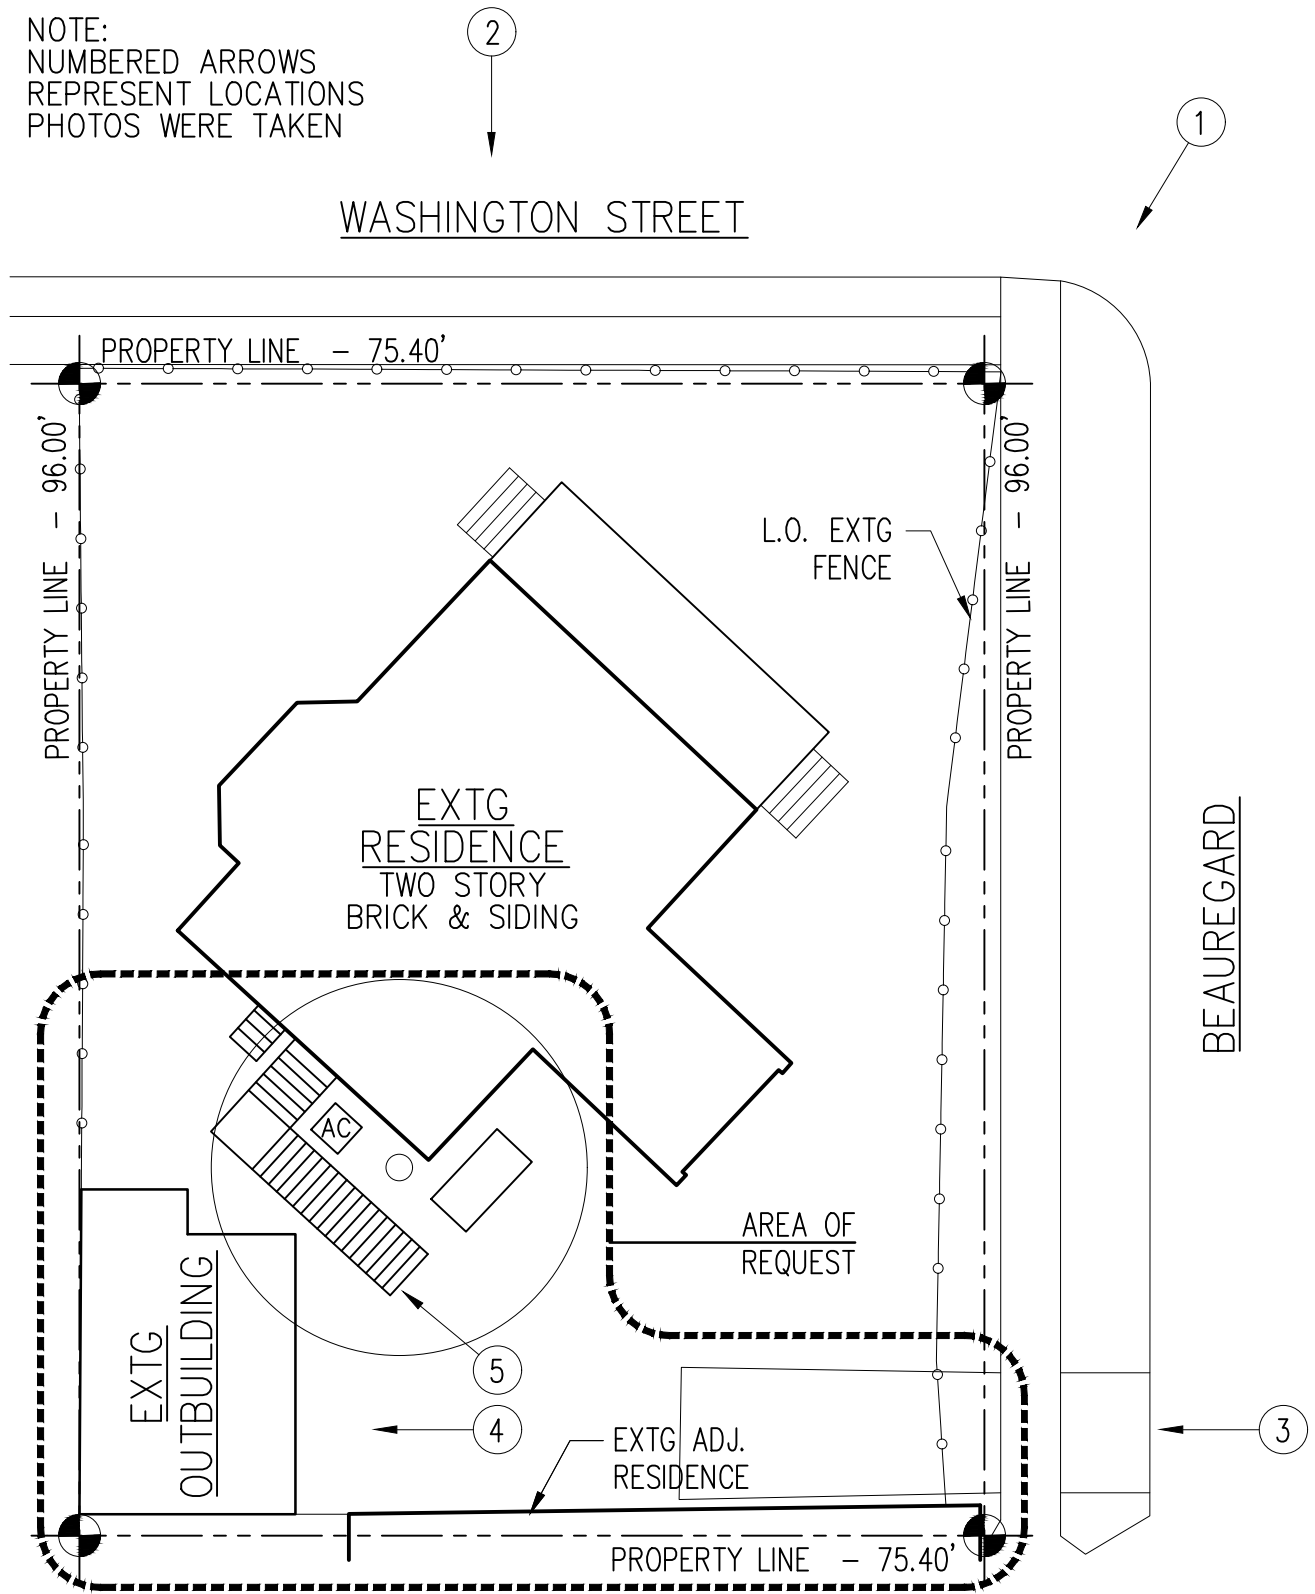 NOTE:
NUMBERED ARROWS
REPRESENT LOCATIONS
PHOTOS WERE TAKEN
2
1
WASHINGTON STREET
PROPERTY LINE - 75.40'
PROPERTY LINE - 96.00'
PROPERTY LINE - 96.00'
L.O. EXTG
FENCE
EXTG
RESIDENCE
TWO STORY
BRICK & SIDING
BEAUREGARD
AC
AREA OF
REQUEST
EXTG
OUTBUILDING
5
4
3
EXTG ADJ.
RESIDENCE
PROPERTY LINE - 75.40'